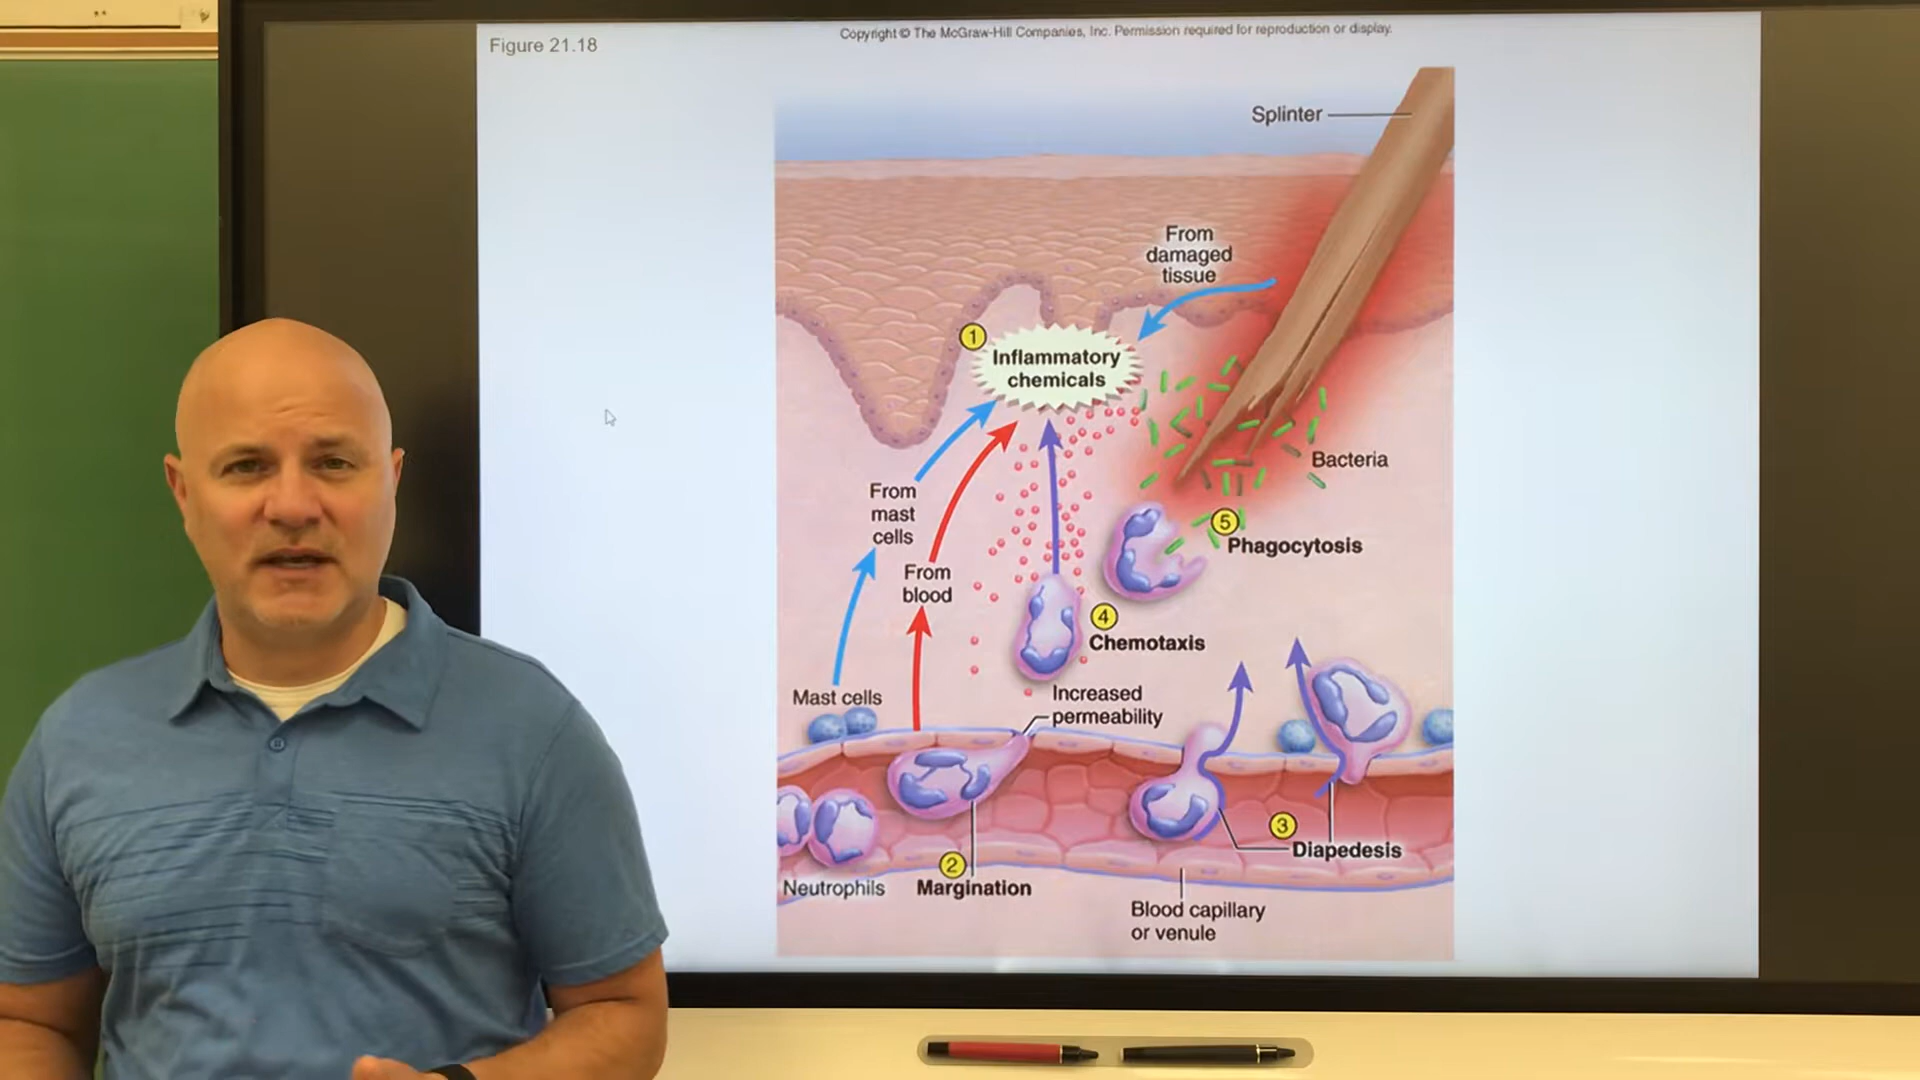 Figure 21.18
Copyright © The McGraw-Hill Companies, Inc. Permission required for reproduction or display.
Splinter
From
damaged
tissue
1
Inflammatory
chemicals
Bacteria
From
mast
cells
5
Phagocytosis
From
blood
4
Chemotaxis
Mast cells
Increased
permeability
3
Diapedesis
2
Neutrophils
Margination
Blood capillary
or venule